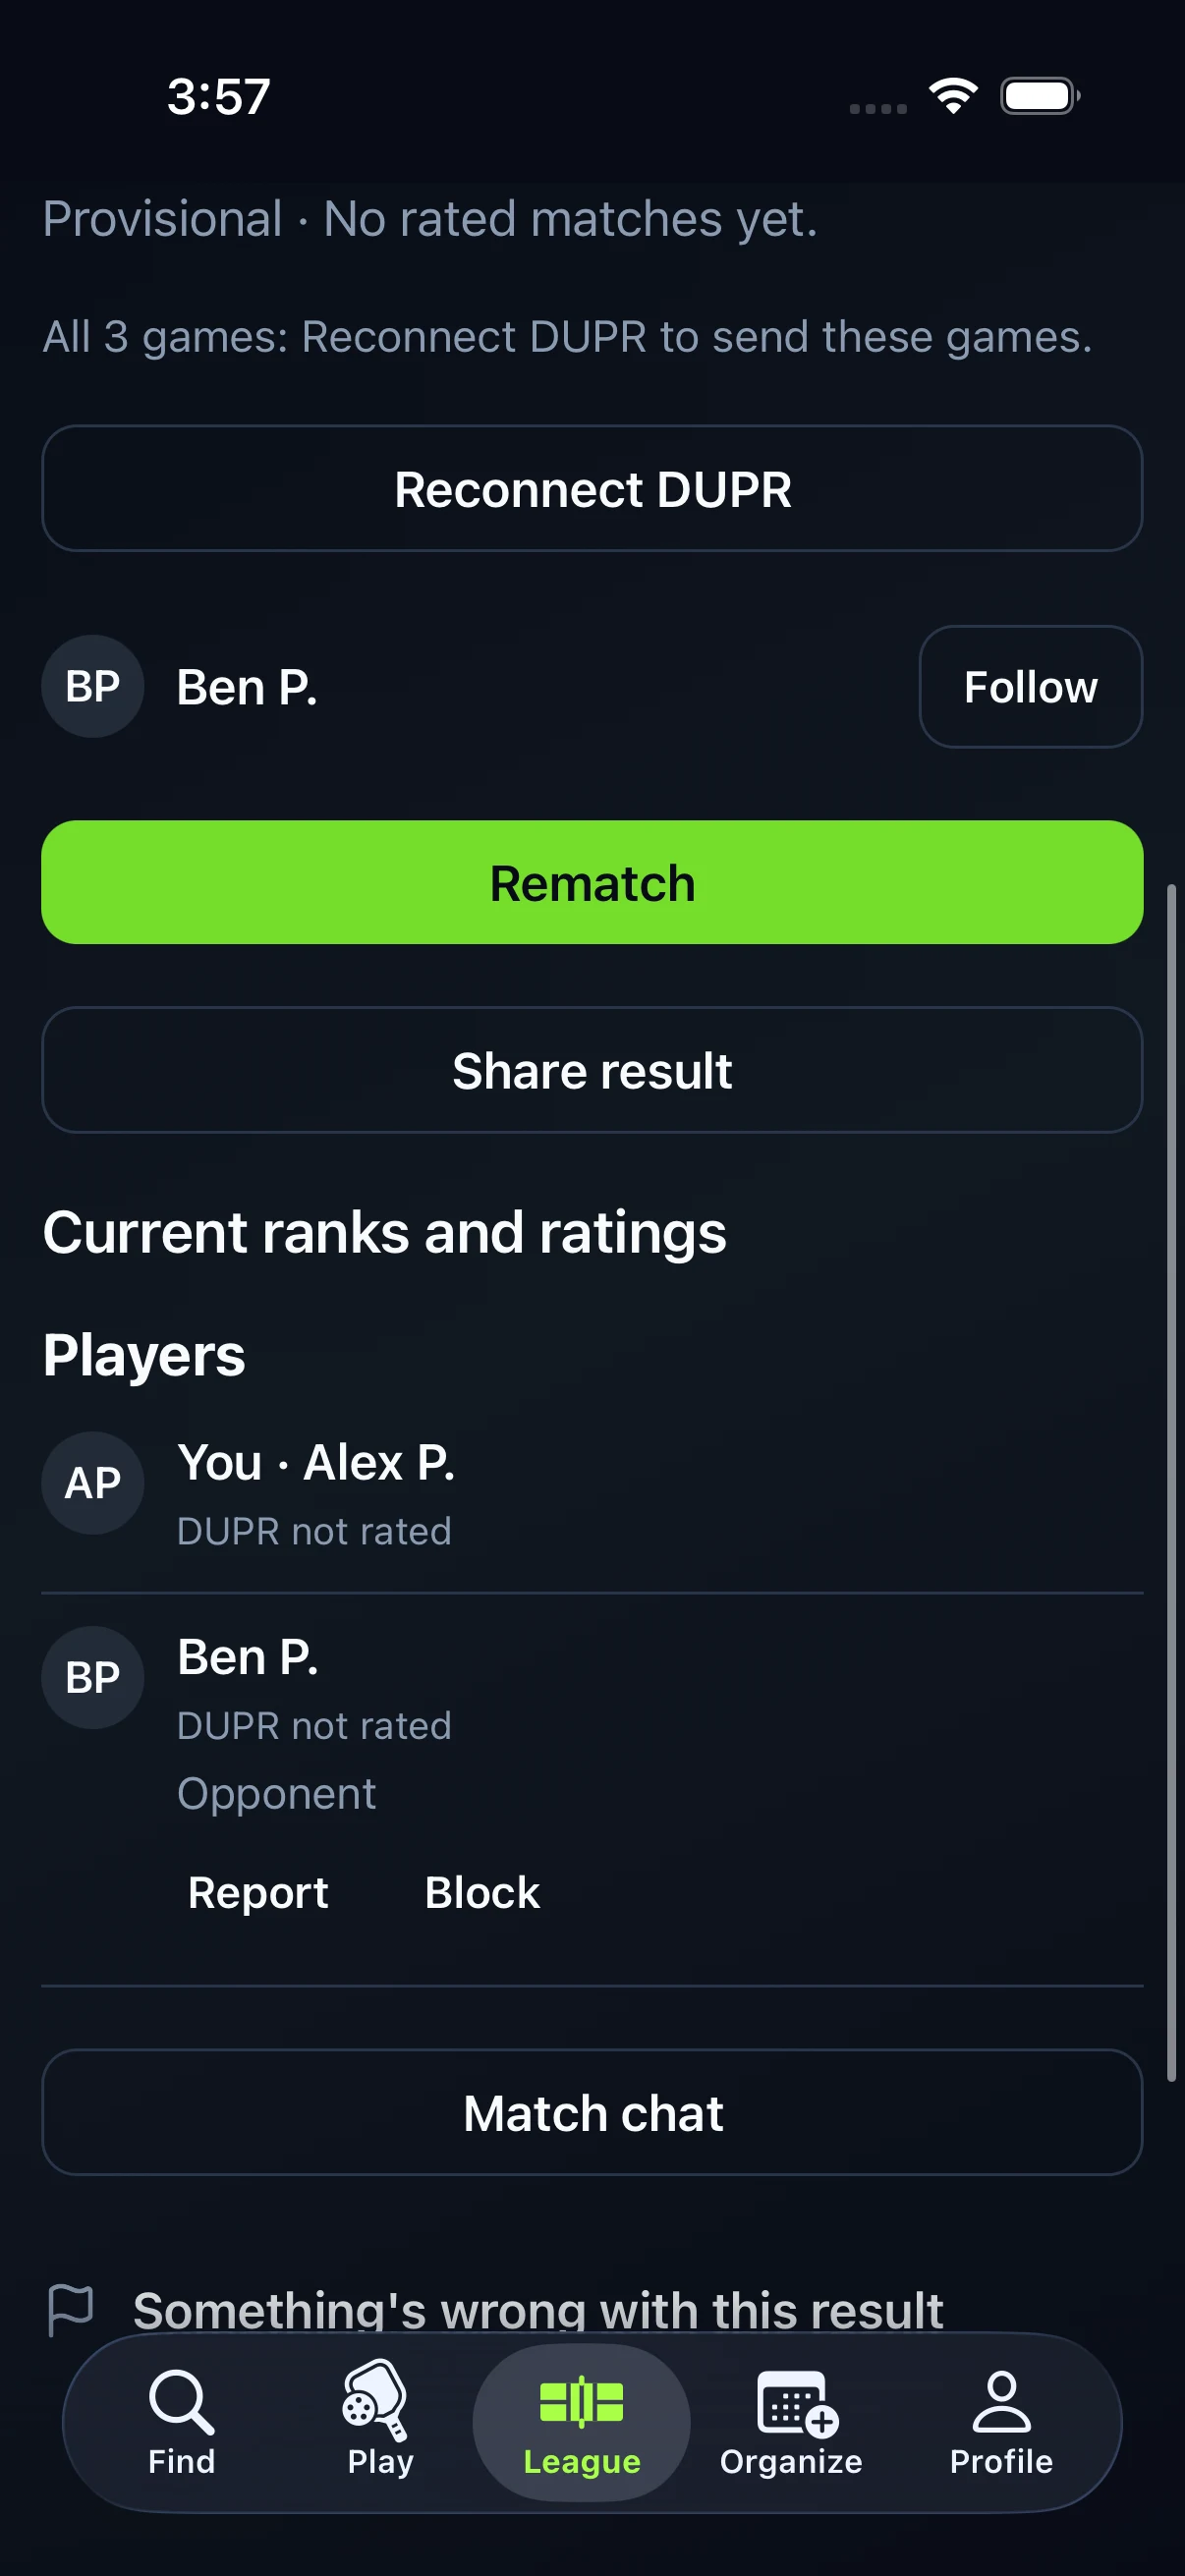 3:57
Provisional · No rated matches yet.
All 3 games: Reconnect DUPR to send these games.
Reconnect DUPR
BP
Ben P.
Follow
Rematch
Share result
Current ranks and ratings
Players
AP
You · Alex P.
DUPR not rated
BP
Ben P.
DUPR not rated
Opponent
Report
Block
Match chat
Something's wrong with this result
Find
Play
League
Organize
Profile